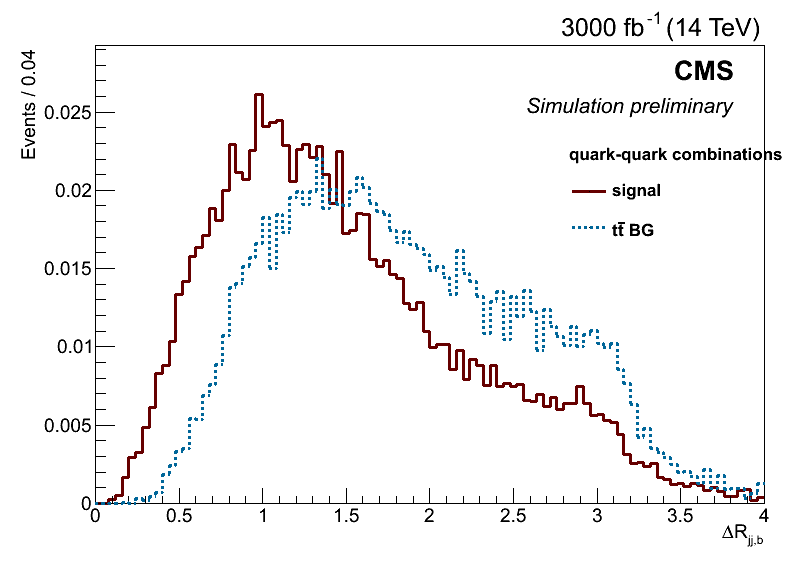 3000 fb⁻¹ (14 TeV)
Events / 0.04
CMS
Simulation preliminary
quark-quark combinations
signal
tt̄ BG
0.025
0.02
0.015
0.01
0.005
0
0 0.5 1 1.5 2 2.5 3 3.5 4
ΔR_jj,b